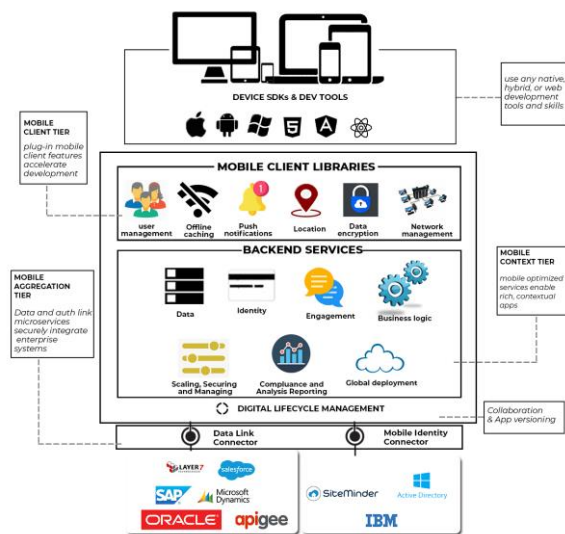 DEVICE SDKs & DEV TOOLS
use any native,
hybrid, or web
development
tools and skills
MOBILE
CLIENT TIER
plug-in mobile
client features
accelerate
development
MOBILE CLIENT LIBRARIES
1
user
management
Offline
caching
Push
notifications
Location
Data
encryption
Network
management
BACKEND SERVICES
Data
Identity
Engagement
Business logic
Scaling, Securing
and Managing
Compluance and
Analysis Reporting
Global deployment
DIGITAL LIFECYCLE MANAGEMENT
MOBILE
AGGREGATION
TIER
Data and auth link
microservices
securely integrate
enterprise
systems
MOBILE
CONTEXT TIER
mobile optimized
services enable
rich, contextual
apps
Collaboration
& App versioning
Data Link
Connector
Mobile Identity
Connector
LAYER7
salesforce
SAP
Microsoft
Dynamics
ORACLE
apigee
SiteMinder
Active Directory
IBM